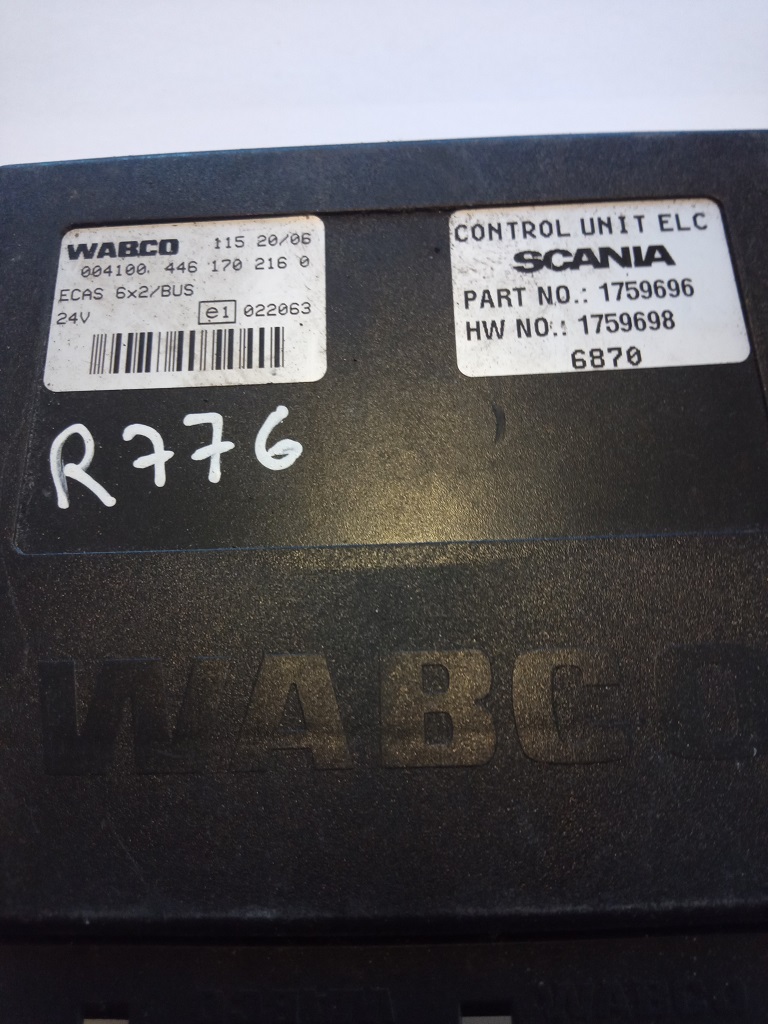 WABCO 115 20/06
004100. 446 170 216 0
ECAS 6x2/BUS
24V e1 022063
CONTROL UNIT ELC
SCANIA
PART NO.: 1759696
HW NO.: 1759698
6870
R776
WABCO
WABCO